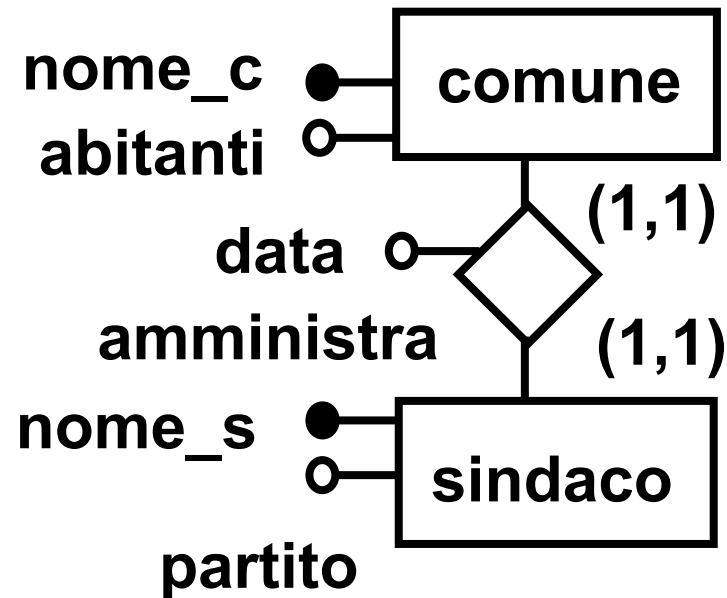 nome_c
comune
abitanti
(1,1)
data
amministra
(1,1)
nome_s
sindaco
partito